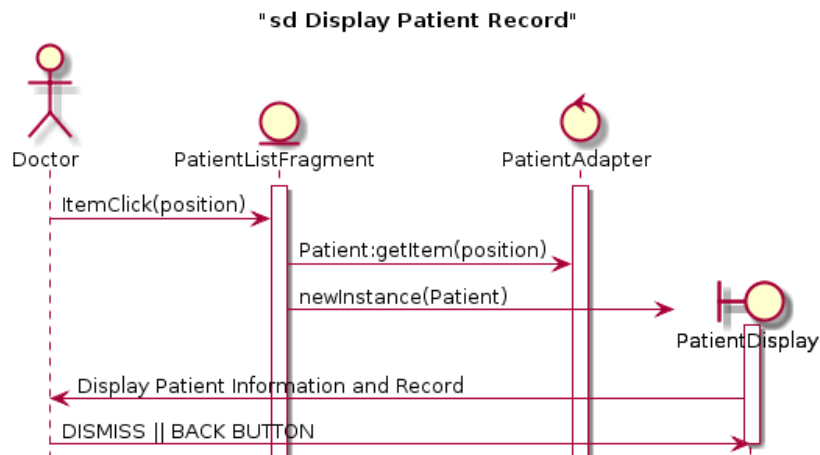 "sd Display Patient Record"
Doctor
PatientListFragment
PatientAdapter
ItemClick(position)
Patient:getItem(position)
newInstance(Patient)
PatientDisplay
Display Patient Information and Record
DISMISS || BACK BUTTON